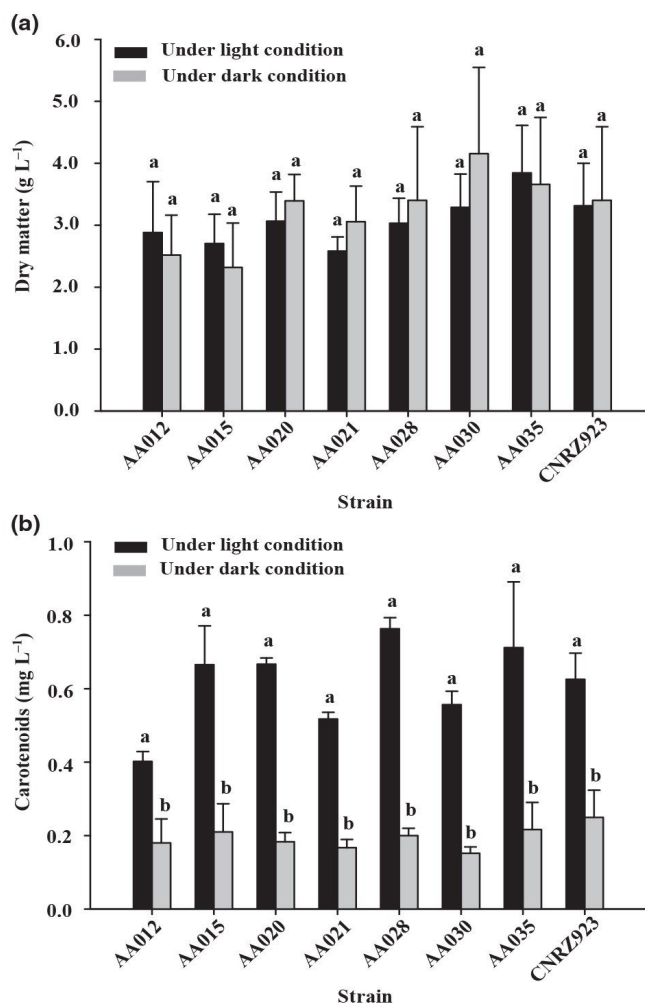 (a)
6.0
5.0
4.0
3.0
2.0
1.0
0.0
Dry matter (g L⁻¹)
Under light condition
Under dark condition
a a a a a a a a a a a a a a a a
AA012 AA015 AA020 AA021 AA028 AA030 AA035 CNRZ923
Strain
(b)
1.0
0.8
0.6
0.4
0.2
0.0
Carotenoids (mg L⁻¹)
Under light condition
Under dark condition
a b a b a b a b a b a b a b a b
AA012 AA015 AA020 AA021 AA028 AA030 AA035 CNRZ923
Strain